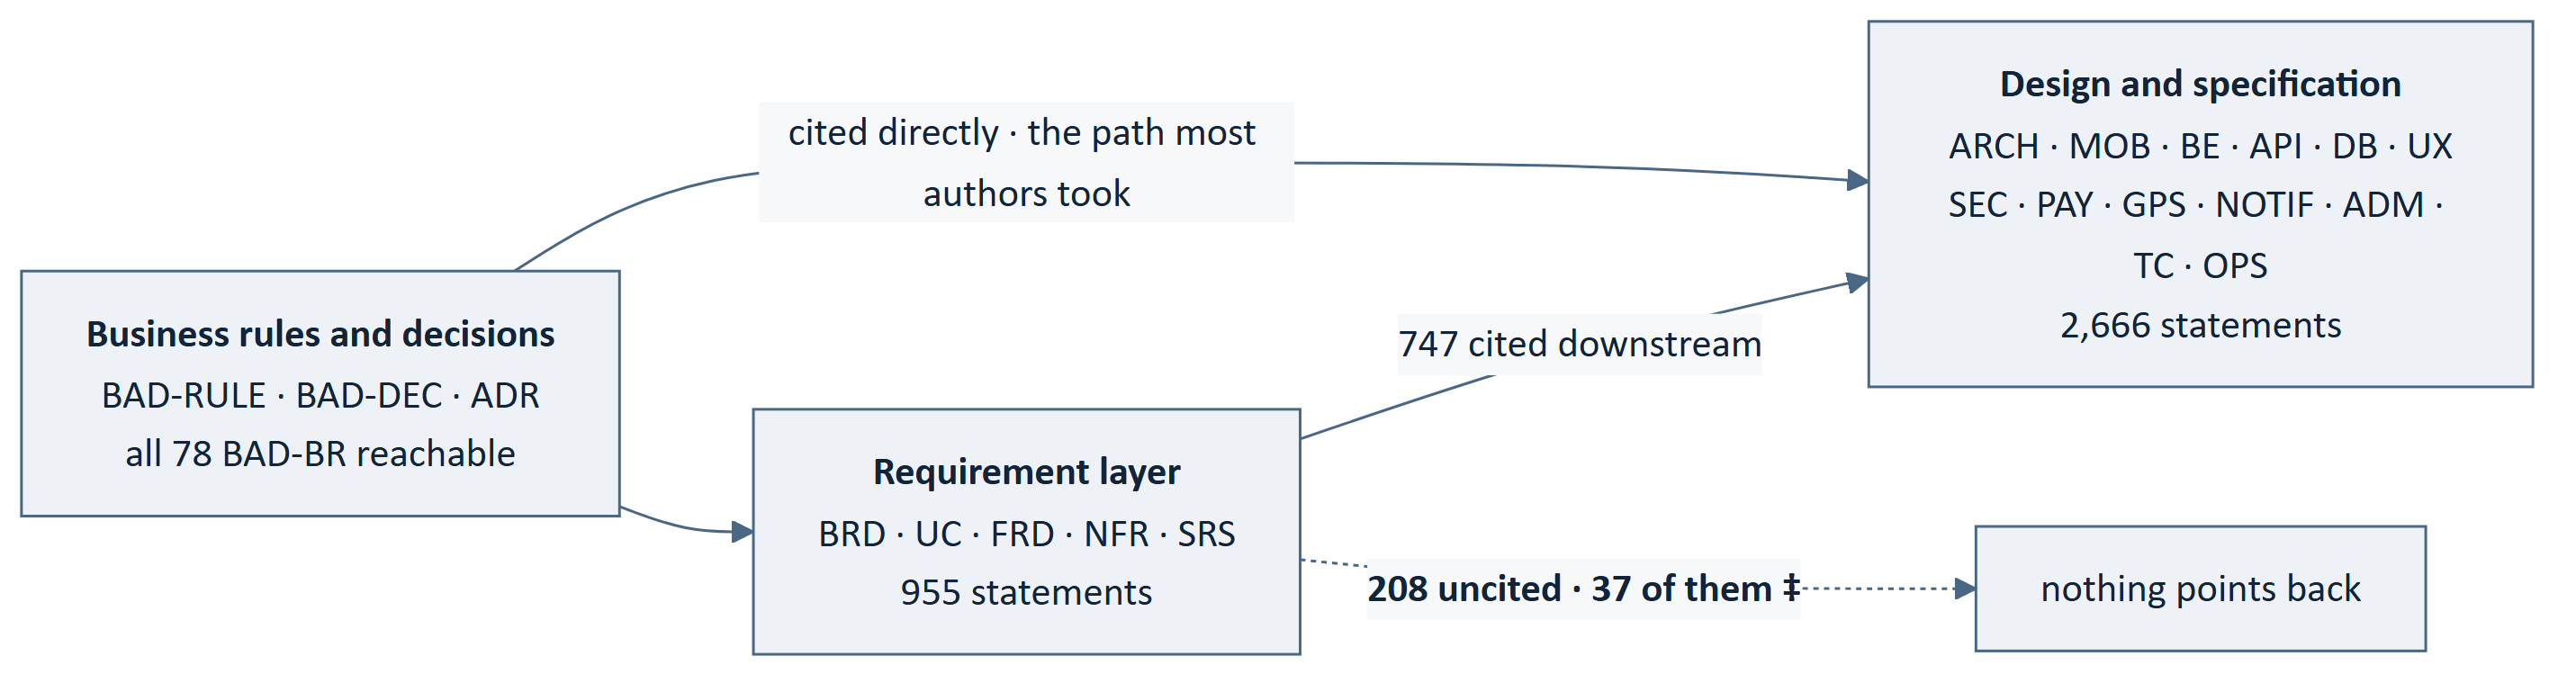 cited directly · the path most
authors took
Design and specification
ARCH · MOB · BE · API · DB · UX
SEC · PAY · GPS · NOTIF · ADM ·
TC · OPS
2,666 statements
Business rules and decisions
BAD-RULE · BAD-DEC · ADR
all 78 BAD-BR reachable
747 cited downstream
Requirement layer
BRD · UC · FRD · NFR · SRS
955 statements
208 uncited · 37 of them ‡
nothing points back